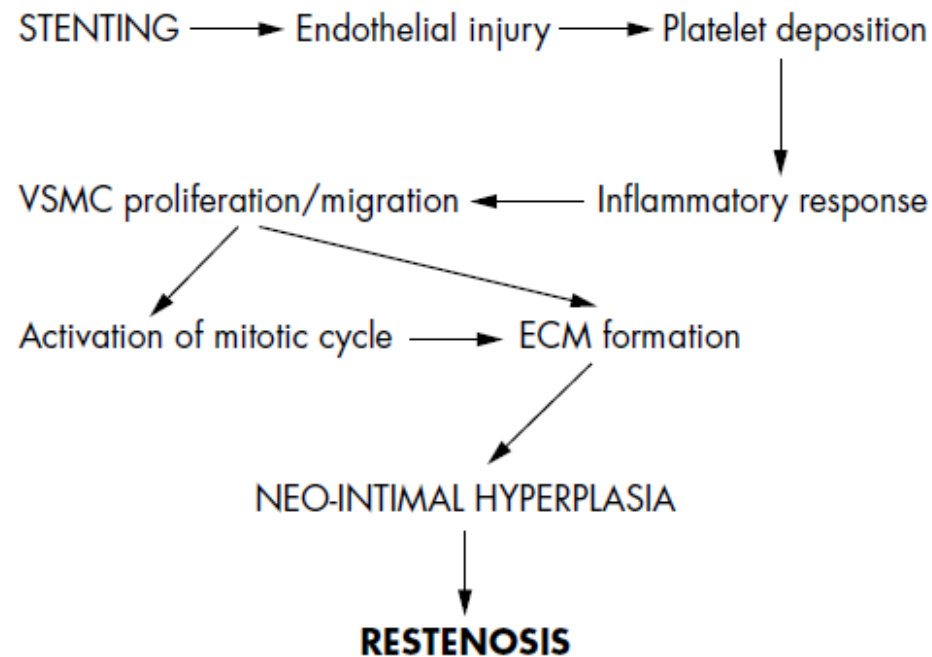 STENTING Endothelial injury Platelet deposition
VSMC proliferation/migration Inflammatory response
Activation of mitotic cycle ECM formation
NEO-INTIMAL HYPERPLASIA
RESTENOSIS